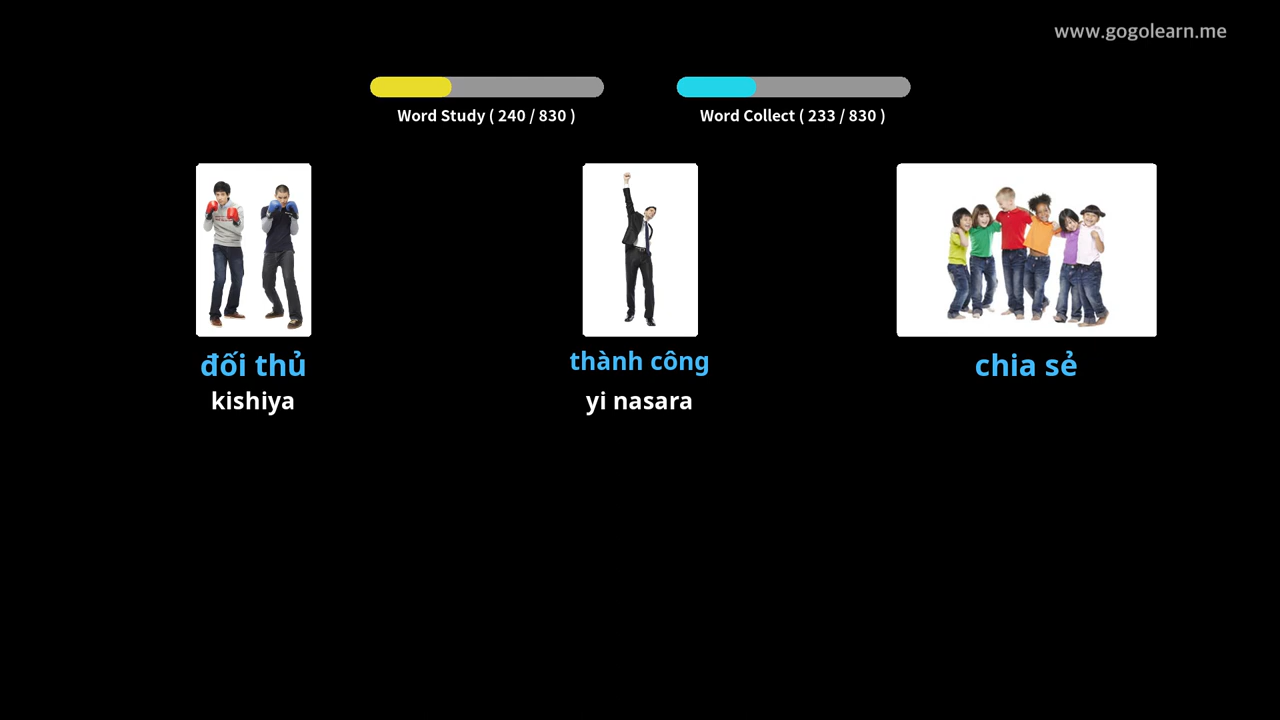 www.gogolearn.me
Word Study ( 240 / 830 )
Word Collect ( 233 / 830 )
đối thủ
kishiya
thành công
yi nasara
chia sẻ